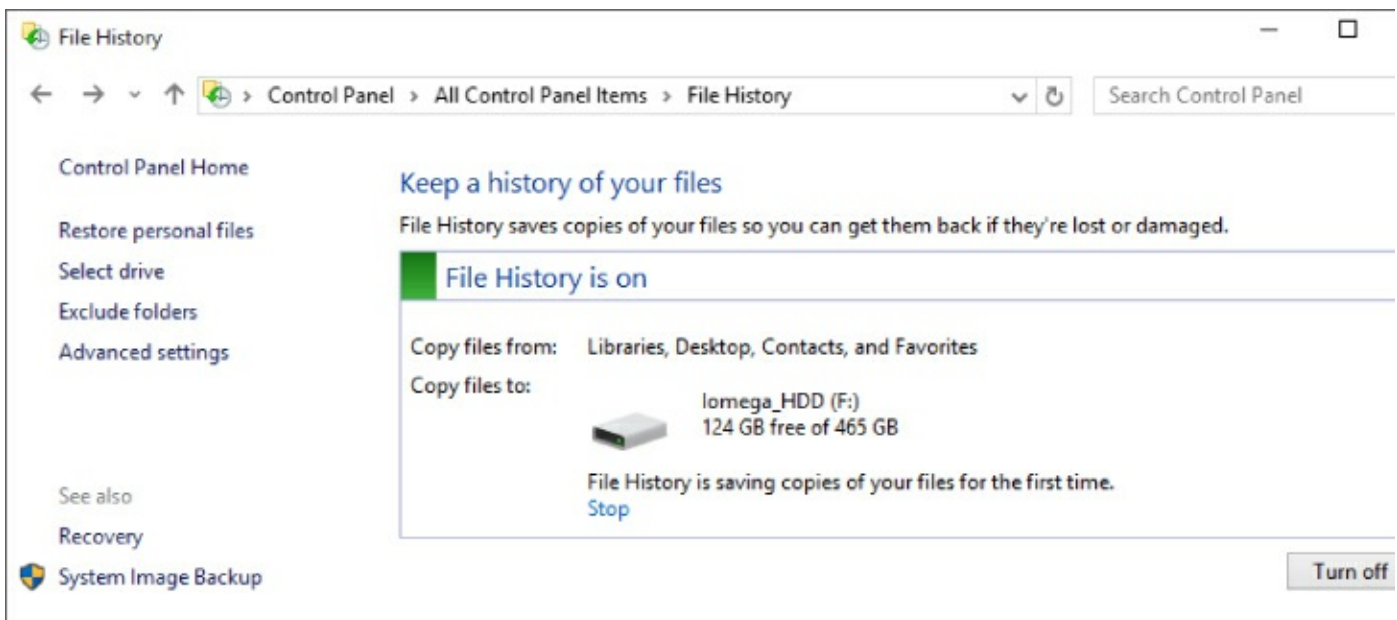 File History
Control Panel > All Control Panel Items > File History
Search Control Panel
Control Panel Home
Restore personal files
Select drive
Exclude folders
Advanced settings
See also
Recovery
System Image Backup
Keep a history of your files
File History saves copies of your files so you can get them back if they're lost or damaged.
File History is on
Copy files from: Libraries, Desktop, Contacts, and Favorites
Copy files to:
Iomega_HDD (F:)
124 GB free of 465 GB
File History is saving copies of your files for the first time.
Stop
Turn off